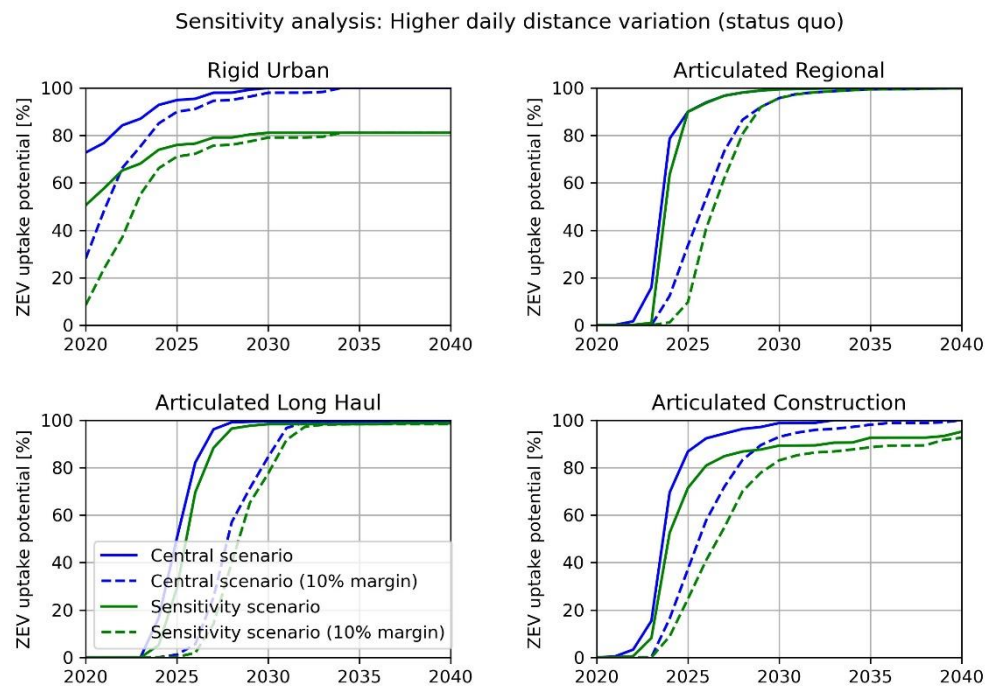 Sensitivity analysis: Higher daily distance variation (status quo)
Rigid Urban
ZEV uptake potential [%]
100
80
60
40
20
0
2020 2025 2030 2035 2040
Articulated Regional
ZEV uptake potential [%]
100
80
60
40
20
0
2020 2025 2030 2035 2040
Articulated Long Haul
ZEV uptake potential [%]
100
80
60
40
20
0
Central scenario
Central scenario (10% margin)
Sensitivity scenario
Sensitivity scenario (10% margin)
2020 2025 2030 2035 2040
Articulated Construction
ZEV uptake potential [%]
100
80
60
40
20
0
2020 2025 2030 2035 2040